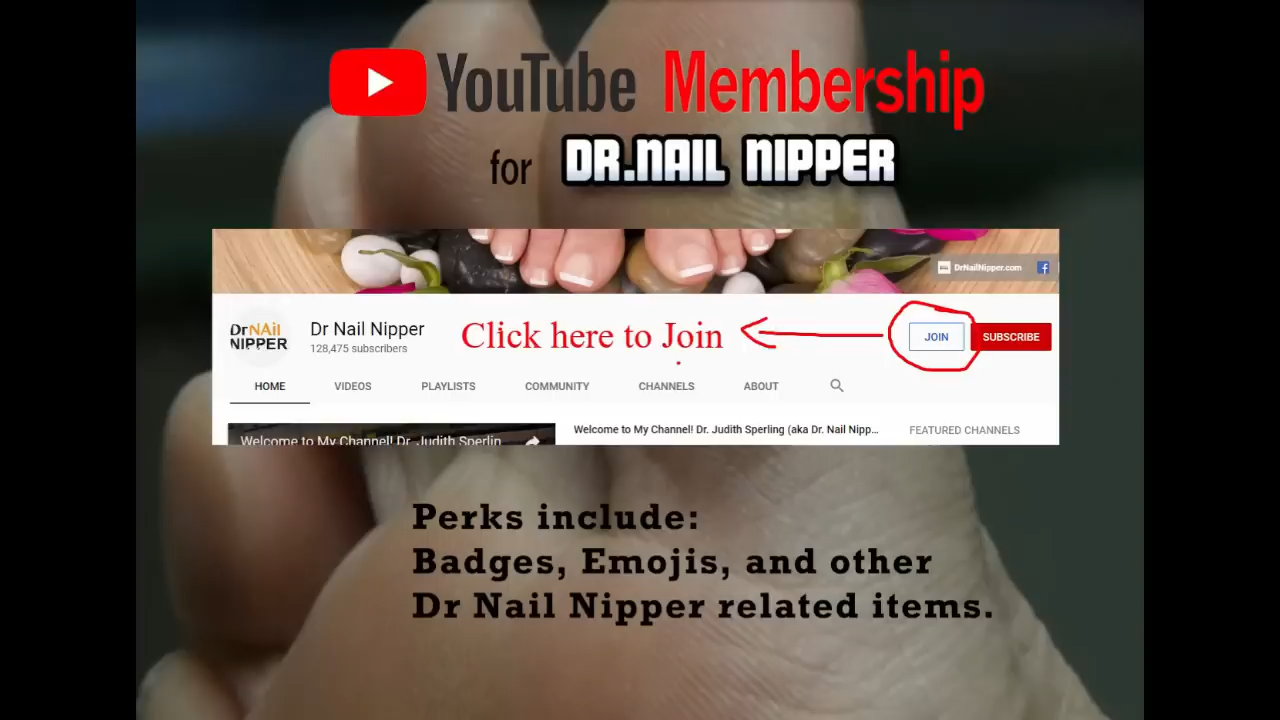 YouTube Membership
for DR.NAIL NIPPER
DrNailNipper.com
DrNAil
NIPPER
Dr Nail Nipper
128,475 subscribers
Click here to Join
JOIN
SUBSCRIBE
HOME VIDEOS PLAYLISTS COMMUNITY CHANNELS ABOUT
Welcome to My Channel! Dr. Judith Sperlin
Welcome to My Channel! Dr. Judith Sperling (aka Dr. Nail Nipp...
FEATURED CHANNELS
Perks include:
Badges, Emojis, and other
Dr Nail Nipper related items.